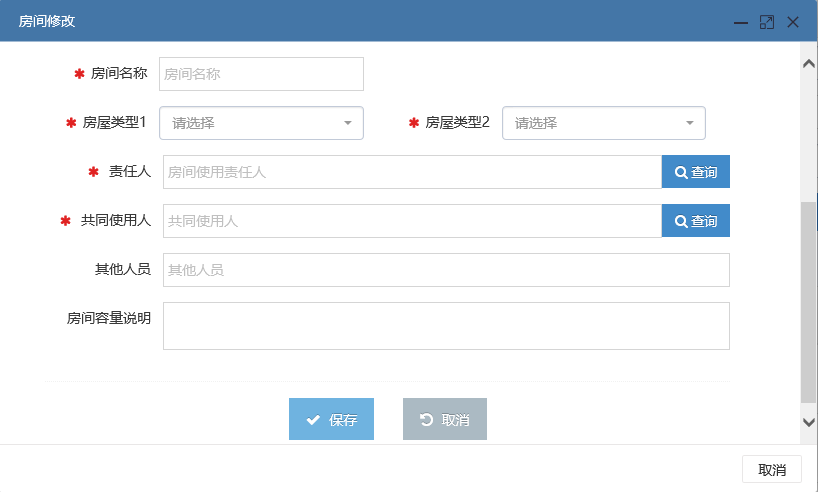 房间修改
✱ 房间名称 房间名称
✱ 房屋类型1 请选择 ✱ 房屋类型2 请选择
✱ 责任人 房间使用责任人 查询
✱ 共同使用人 共同使用人 查询
其他人员 其他人员
房间容量说明
保存 取消
取消